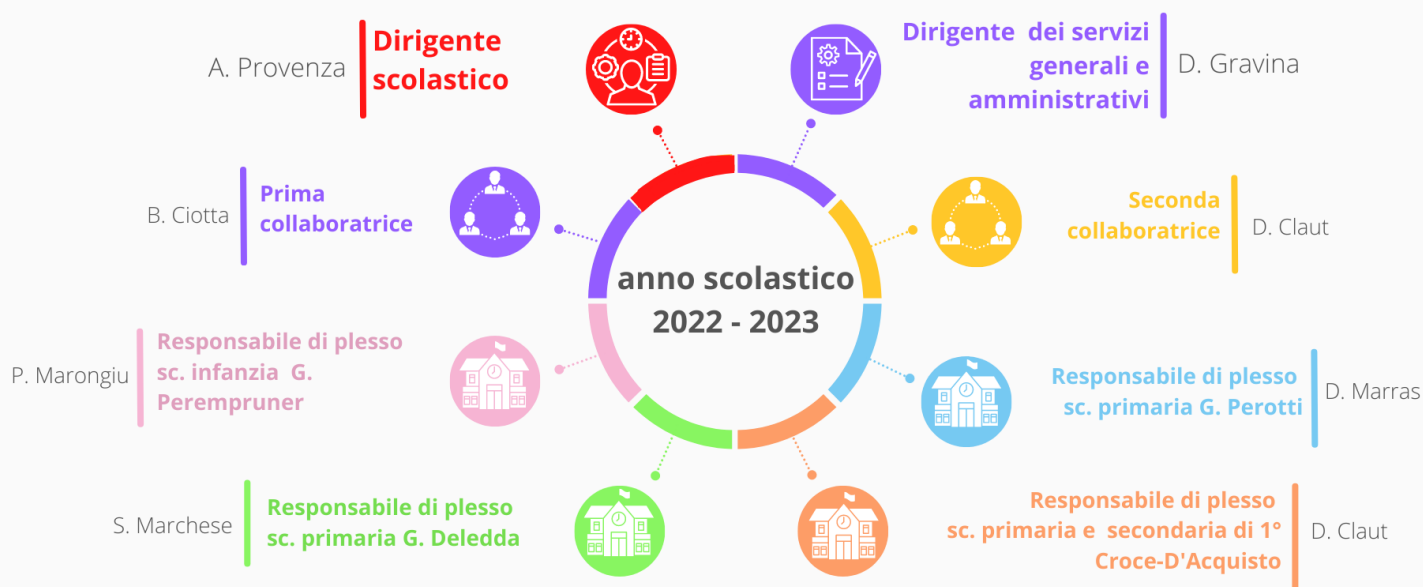 A. Provenza
Dirigente
scolastico
Dirigente dei servizi
generali e
amministrativi
D. Gravina
B. Ciotta
Prima
collaboratrice
Seconda
collaboratrice
D. Claut
anno scolastico
2022 - 2023
P. Marongiu
Responsabile di plesso
sc. infanzia G.
Perempruner
Responsabile di plesso
sc. primaria G. Perotti
D. Marras
S. Marchese
Responsabile di plesso
sc. primaria G. Deledda
Responsabile di plesso
sc. primaria e secondaria di 1°
Croce-D'Acquisto
D. Claut